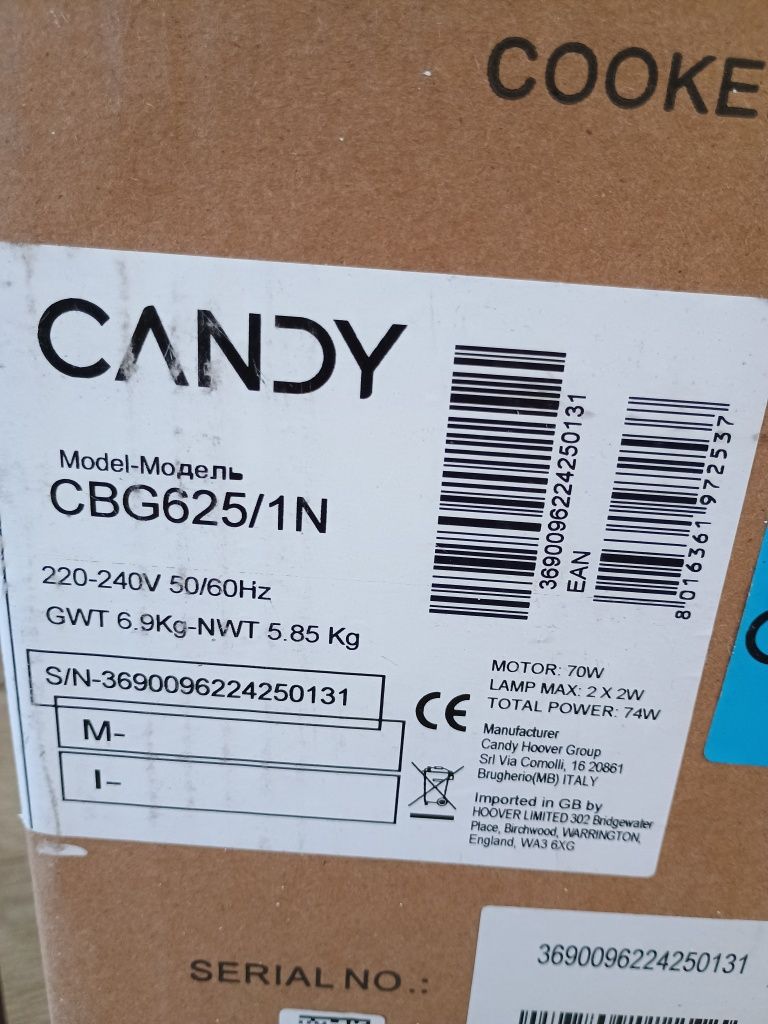 COOKE
CANDY
Model-Модель
CBG625/1N
220-240V 50/60Hz
GWT 6.9Kg-NWT 5.85 Kg
S/N-3690096224250131
M-
I-
3690096224250131
EAN
8 016361 972537
MOTOR: 70W
LAMP MAX: 2 X 2W
TOTAL POWER: 74W
CE
Manufacturer
Candy Hoover Group
Srl Via Comolli, 16 20861
Brugherio(MB) ITALY
Imported in GB by
HOOVER LIMITED 302 Bridgewater
Place, Birchwood, WARRINGTON,
England, WA3 6XG
SERIAL NO.:
3690096224250131